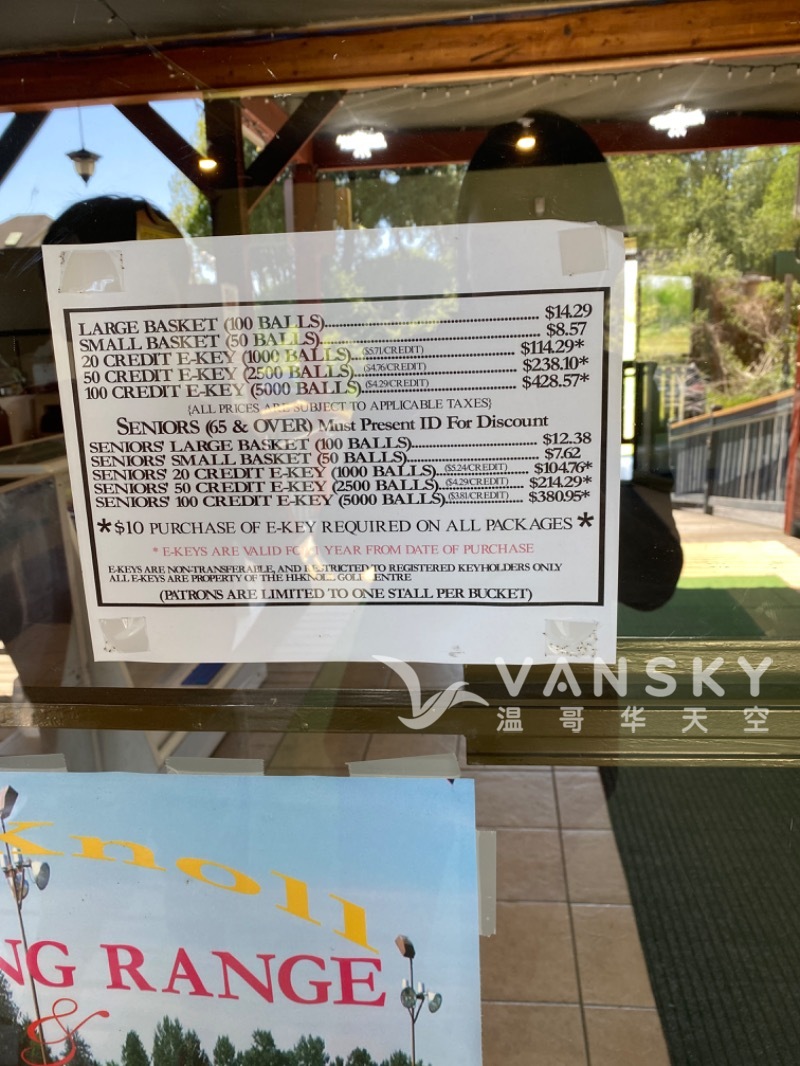 LARGE BASKET (100 BALLS)........................ $14.29
SMALL BASKET (50 BALLS)........................ $8.57
20 CREDIT E-KEY (1000 BALLS)...($5.71/CREDIT)........................ $114.29*
50 CREDIT E-KEY (2500 BALLS)...($4.76/CREDIT)........................ $238.10*
100 CREDIT E-KEY (5000 BALLS)...($4.29/CREDIT)........................ $428.57*
{ALL PRICES ARE SUBJECT TO APPLICABLE TAXES}
SENIORS (65 & OVER) Must Present ID For Discount
SENIORS' LARGE BASKET (100 BALLS)........................ $12.38
SENIORS' SMALL BASKET (50 BALLS)........................ $7.62
SENIORS' 20 CREDIT E-KEY (1000 BALLS)...($5.24/CREDIT)... $104.76*
SENIORS' 50 CREDIT E-KEY (2500 BALLS)...($4.29/CREDIT)... $214.29*
SENIORS' 100 CREDIT E-KEY (5000 BALLS)...($3.81/CREDIT)... $380.95*
*$10 PURCHASE OF E-KEY REQUIRED ON ALL PACKAGES *
* E-KEYS ARE VALID FOR 1 YEAR FROM DATE OF PURCHASE
E-KEYS ARE NON-TRANSFERABLE, AND RESTRICTED TO REGISTERED KEYHOLDERS ONLY
ALL E-KEYS ARE PROPERTY OF THE HI-KNOLL GOLF CENTRE
(PATRONS ARE LIMITED TO ONE STALL PER BUCKET)
VANSKY
温哥华天空
Knoll
NG RANGE
&